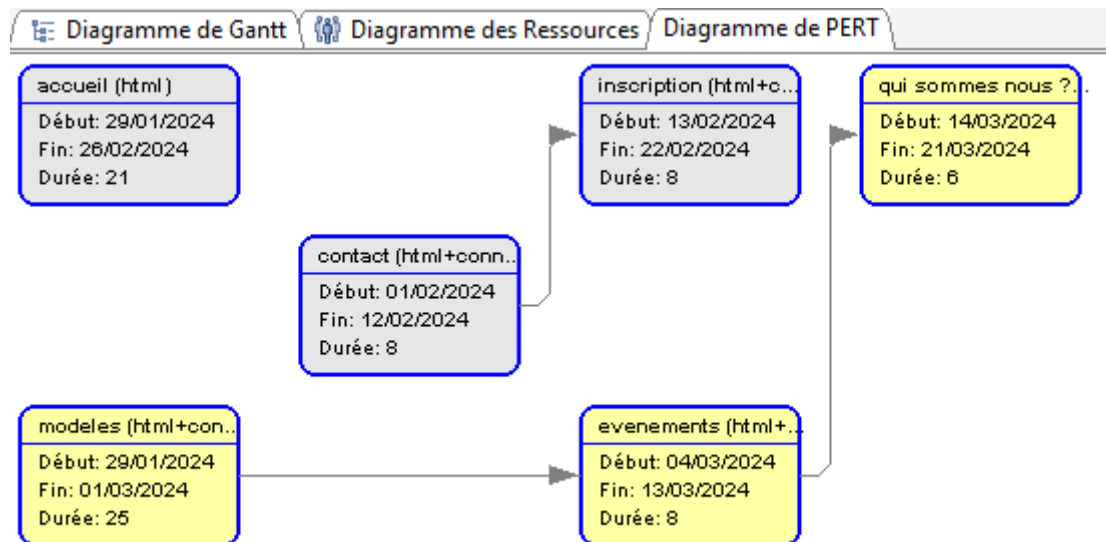 Diagramme de Gantt
Diagramme des Ressources
Diagramme de PERT
accueil (html)
Début: 29/01/2024
Fin: 26/02/2024
Durée: 21
inscription (html+c...
Début: 13/02/2024
Fin: 22/02/2024
Durée: 8
qui sommes nous ?...
Début: 14/03/2024
Fin: 21/03/2024
Durée: 6
contact (html+conn...
Début: 01/02/2024
Fin: 12/02/2024
Durée: 8
modeles (html+con...
Début: 29/01/2024
Fin: 01/03/2024
Durée: 25
evenements (html+...
Début: 04/03/2024
Fin: 13/03/2024
Durée: 8